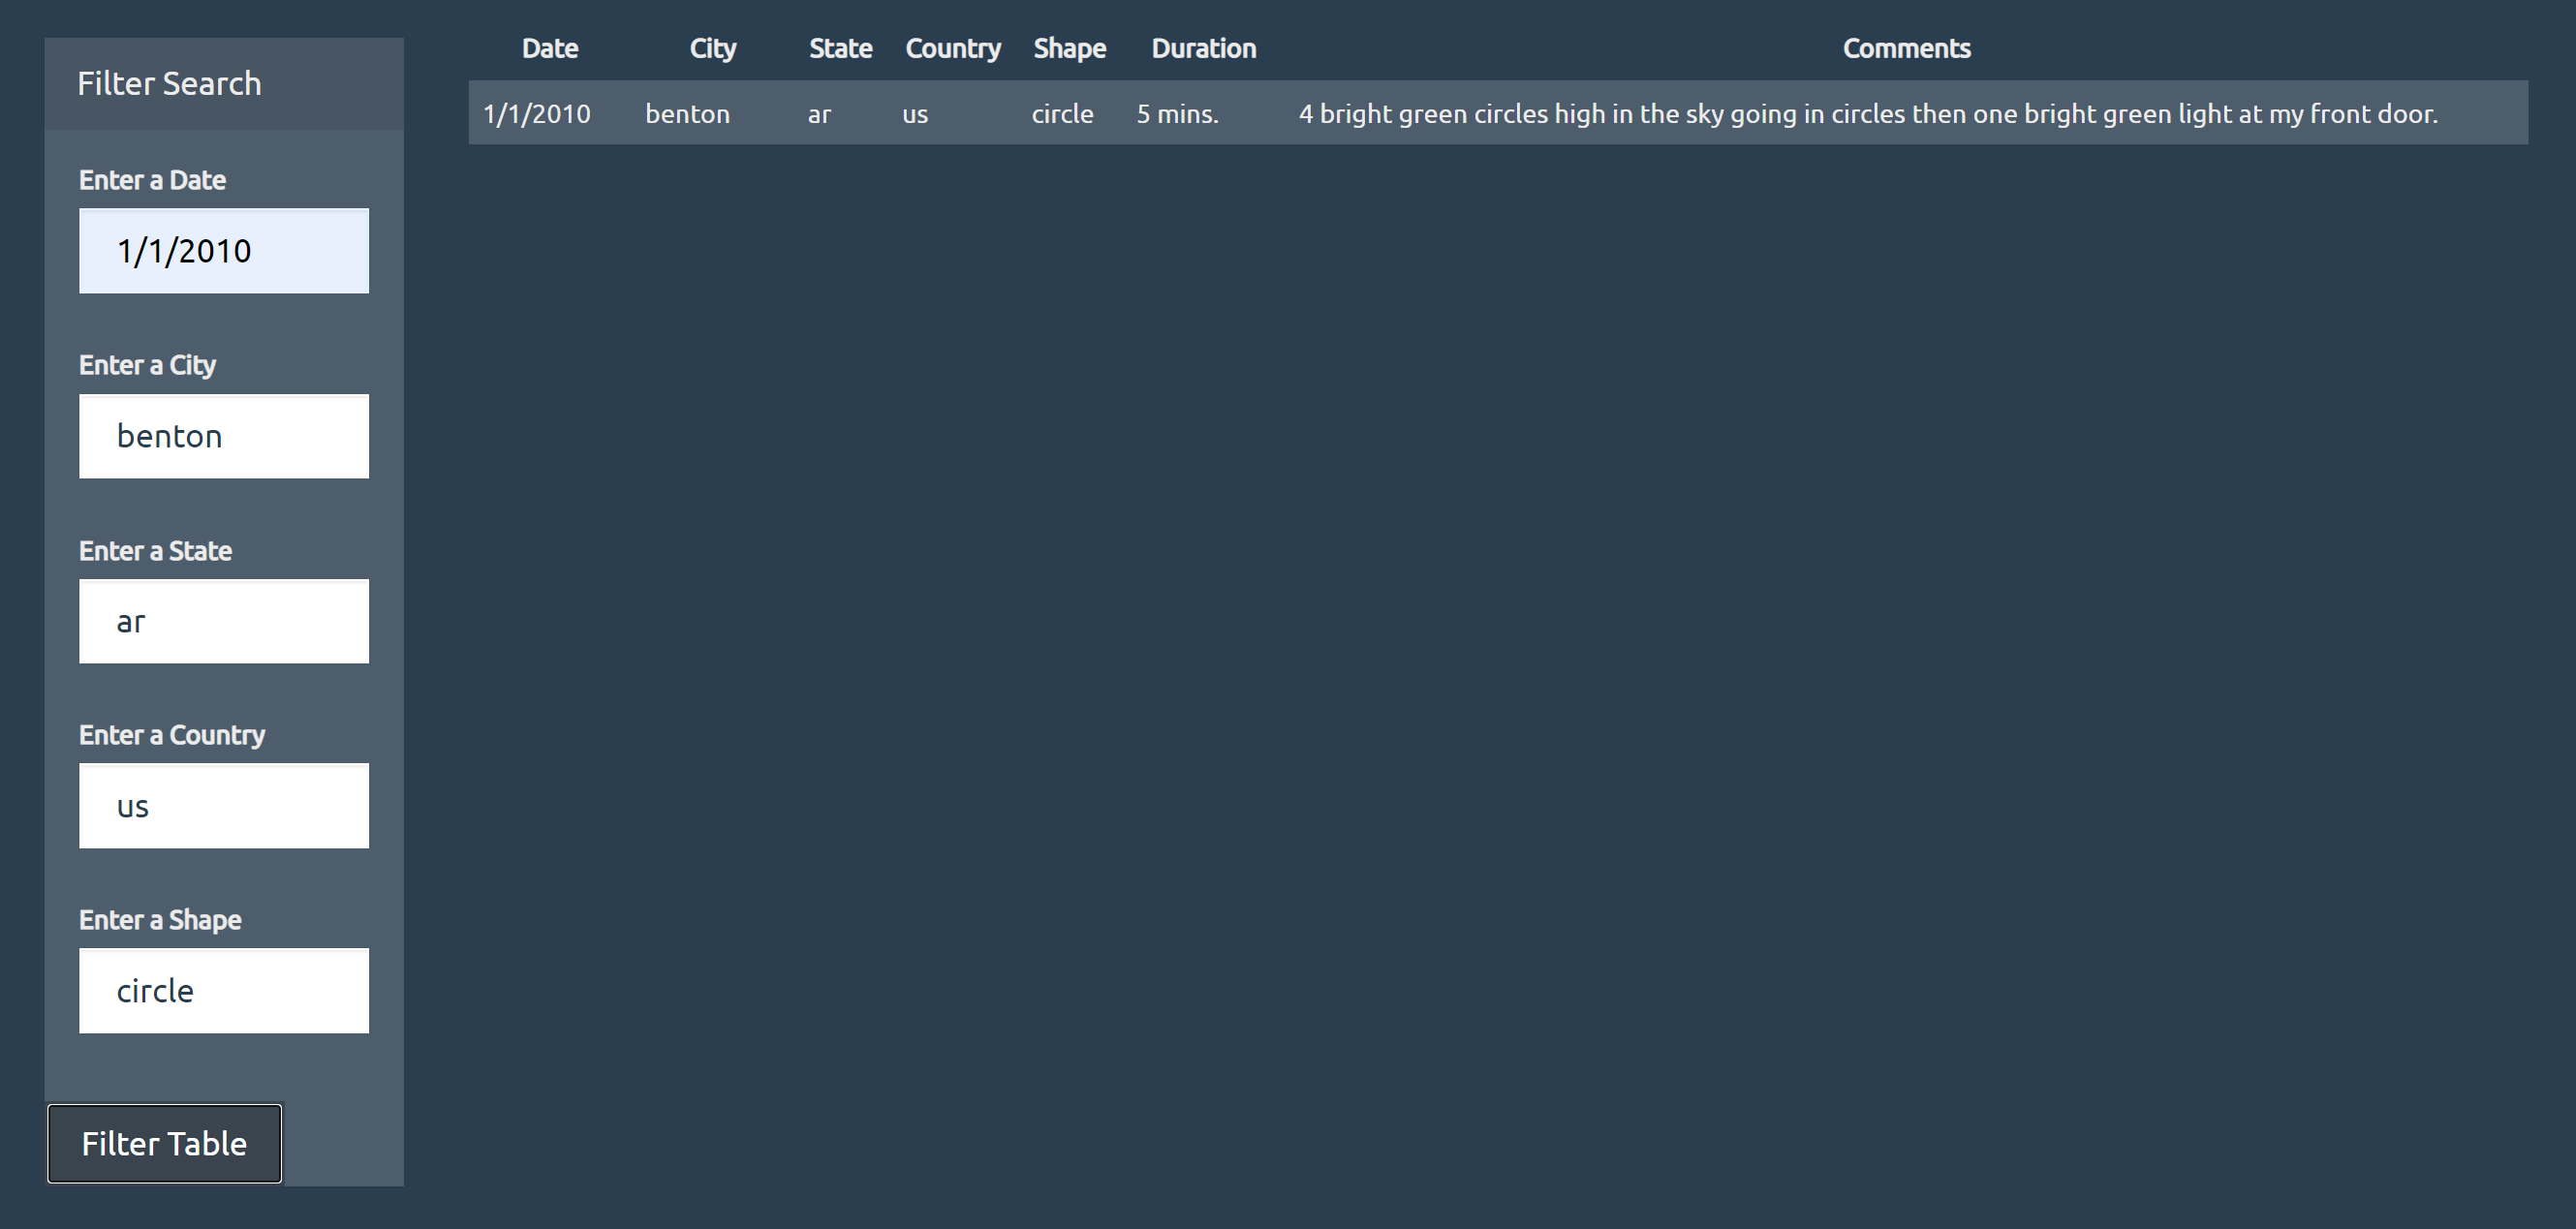 Filter Search
Enter a Date
1/1/2010
Enter a City
benton
Enter a State
ar
Enter a Country
us
Enter a Shape
circle
Filter Table
Date City State Country Shape Duration Comments
1/1/2010 benton ar us circle 5 mins. 4 bright green circles high in the sky going in circles then one bright green light at my front door.